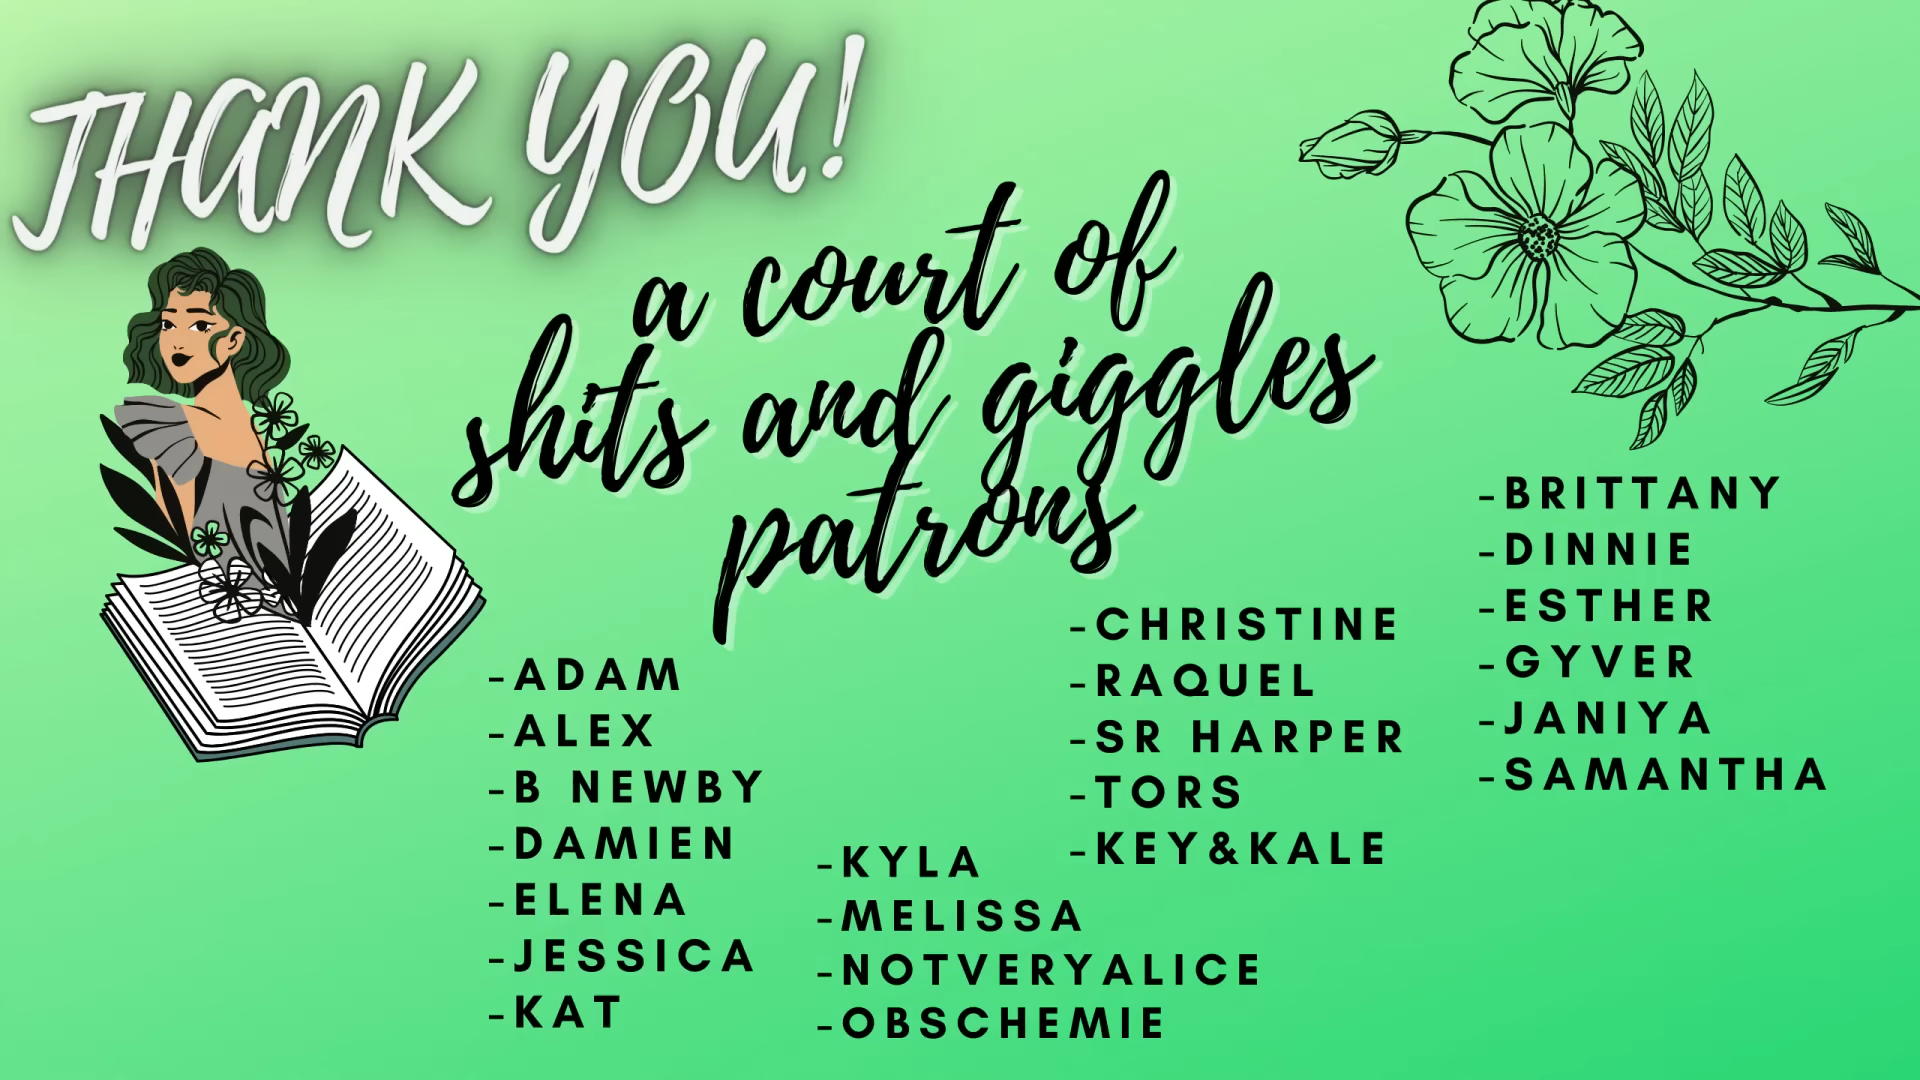 THANK YOU!
a court of
shits and giggles
patrons
-ADAM
-ALEX
-B NEWBY
-DAMIEN
-ELENA
-JESSICA
-KAT
-KYLA
-MELISSA
-NOTVERYALICE
-OBSCHEMIE
-CHRISTINE
-RAQUEL
-SR HARPER
-TORS
-KEY&KALE
-BRITTANY
-DINNIE
-ESTHER
-GYVER
-JANIYA
-SAMANTHA